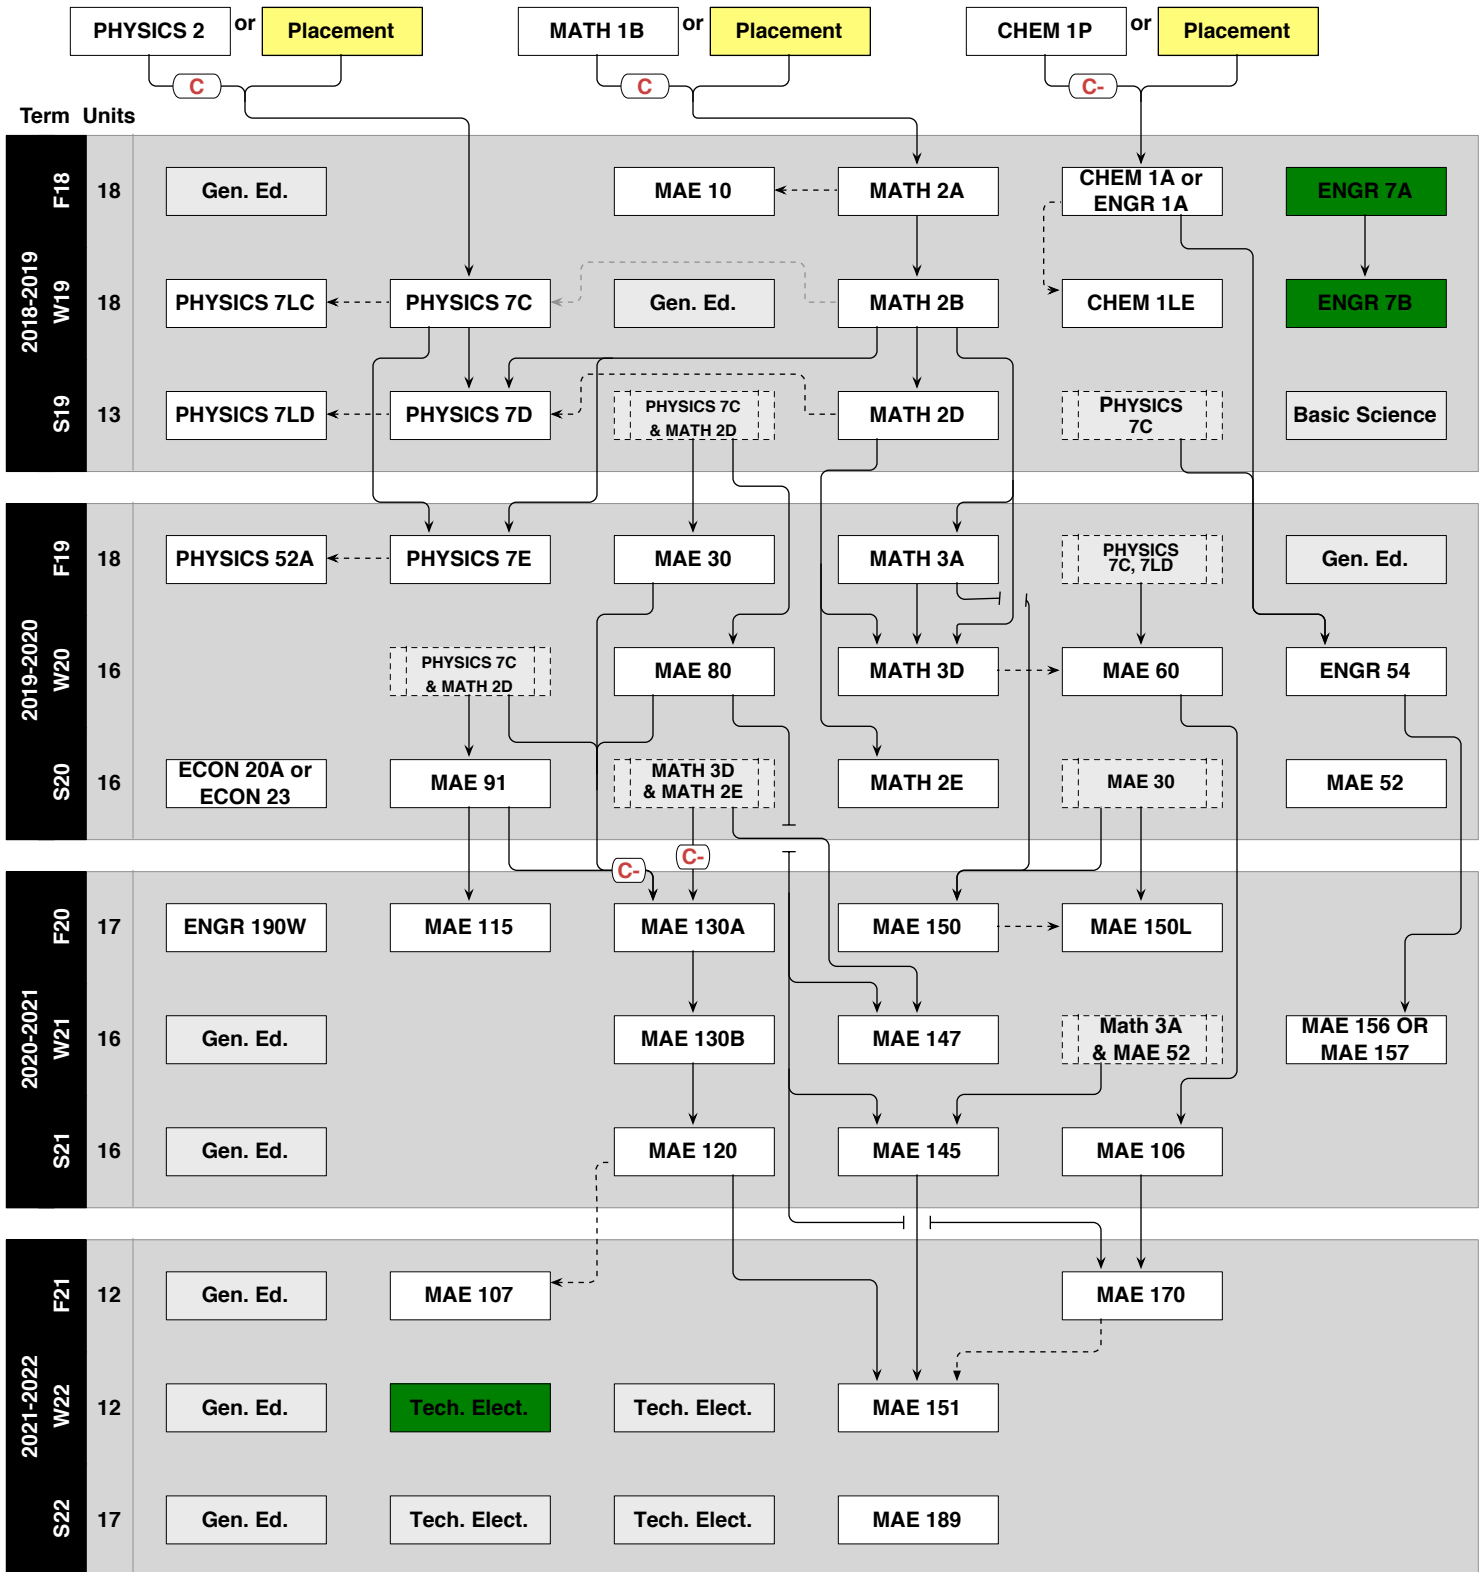 PHYSICS 2 or Placement MATH 1B or Placement CHEM 1P or Placement
C C C-
Term Units
2018-2019
F18 18 Gen. Ed. MAE 10 MATH 2A CHEM 1A or
ENGR 1A ENGR 7A
W19 18 PHYSICS 7LC PHYSICS 7C Gen. Ed. MATH 2B CHEM 1LE ENGR 7B
S19 13 PHYSICS 7LD PHYSICS 7D PHYSICS 7C
& MATH 2D MATH 2D PHYSICS
7C Basic Science
2019-2020
F19 18 PHYSICS 52A PHYSICS 7E MAE 30 MATH 3A PHYSICS
7C, 7LD Gen. Ed.
W20 16 PHYSICS 7C
& MATH 2D MAE 80 MATH 3D MAE 60 ENGR 54
S20 16 ECON 20A or
ECON 23 MAE 91 MATH 3D
& MATH 2E MATH 2E MAE 30 MAE 52
C- C-
2020-2021
F20 17 ENGR 190W MAE 115 MAE 130A MAE 150 MAE 150L
W21 16 Gen. Ed. MAE 130B MAE 147 Math 3A
& MAE 52 MAE 156 OR
MAE 157
S21 16 Gen. Ed. MAE 120 MAE 145 MAE 106
2021-2022
F21 12 Gen. Ed. MAE 107 MAE 170
W22 12 Gen. Ed. Tech. Elect. Tech. Elect. MAE 151
S22 17 Gen. Ed. Tech. Elect. Tech. Elect. MAE 189